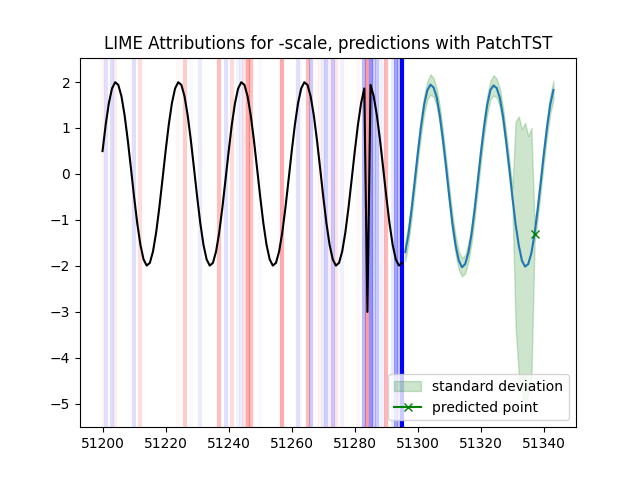 LIME Attributions for -scale, predictions with PatchTST
2
1
0
−1
−2
−3
−4
−5
standard deviation
predicted point
51200 51220 51240 51260 51280 51300 51320 51340